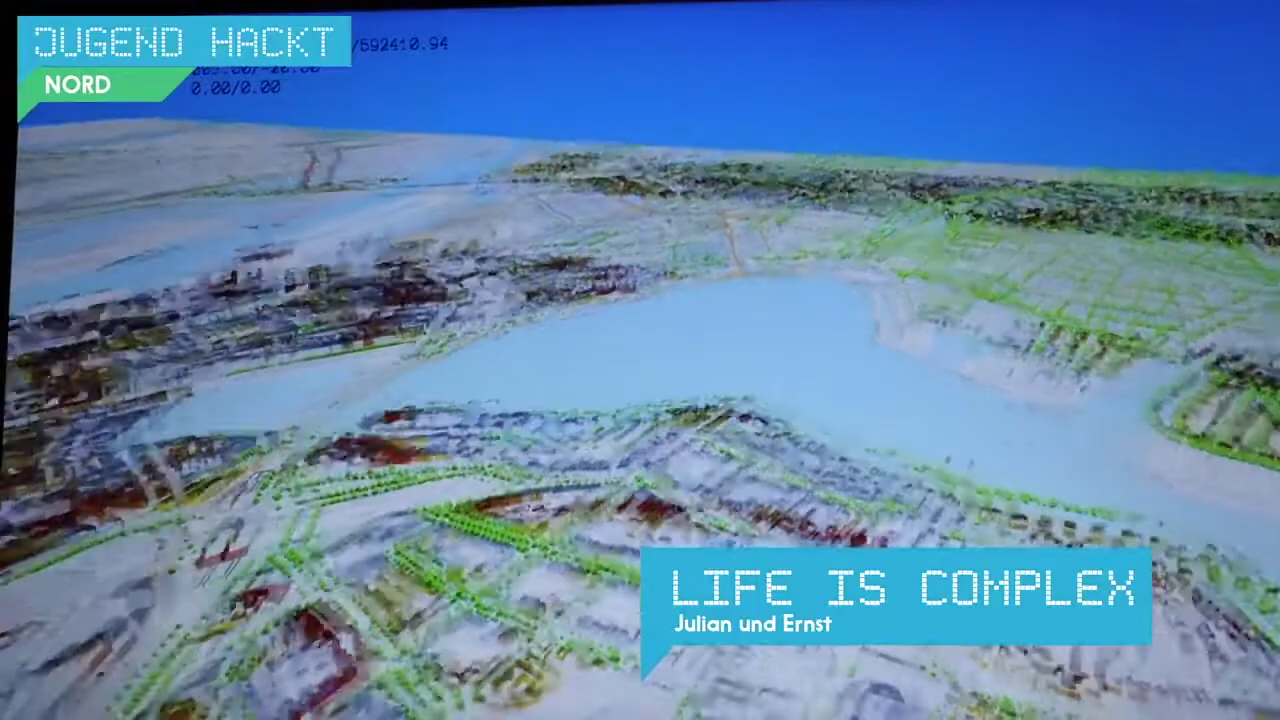 JUGEND HACKT
/592410.94
NORD
0.00/0.00
LIFE IS COMPLEX
Julian und Ernst